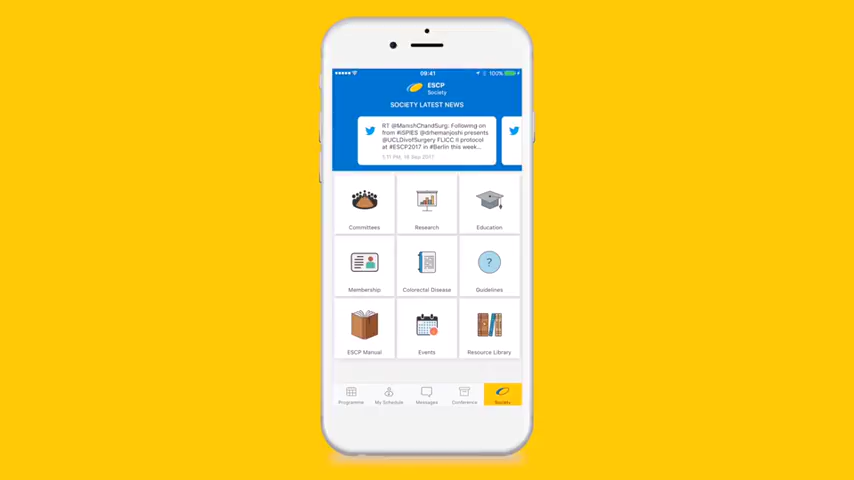 09:41
100%
ESCP
Society
SOCIETY LATEST NEWS
RT @ManishChandSurg: Following on
from #iSPIES @drhemanjoshi presents
@UCLDivofSurgery FLiCC II protocol
at #ESCP2017 in #Berlin this week...
5:11 PM, 18 Sep 2017
Committees
Research
Education
Membership
Colorectal Disease
?
Guidelines
ESCP Manual
Events
Resource Library
Programme
My Schedule
Messages
Conference
Society